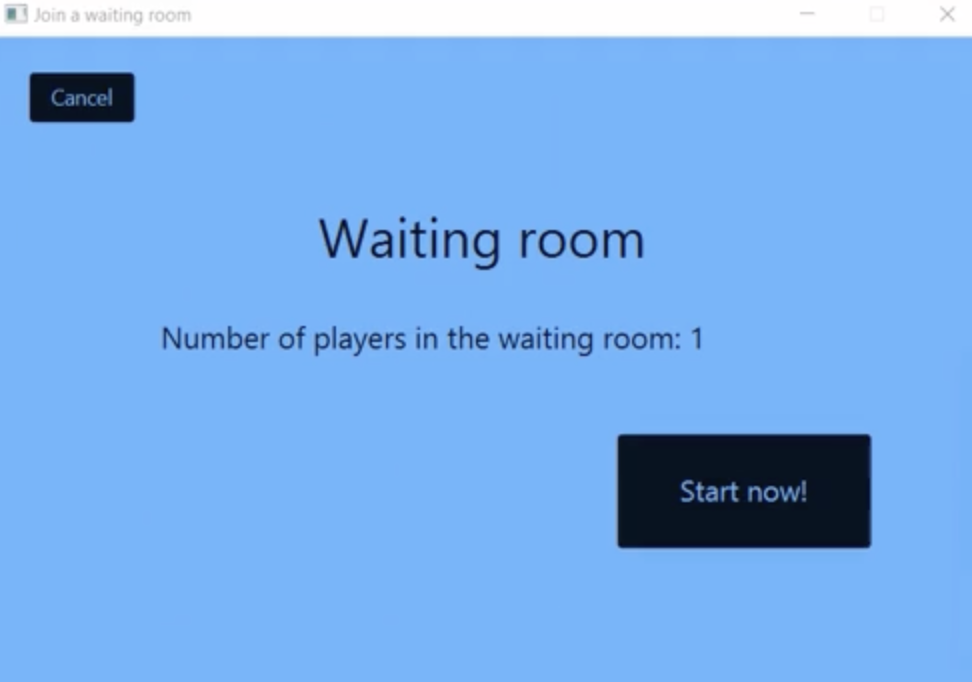 Join a waiting room
Cancel
Waiting room
Number of players in the waiting room: 1
Start now!